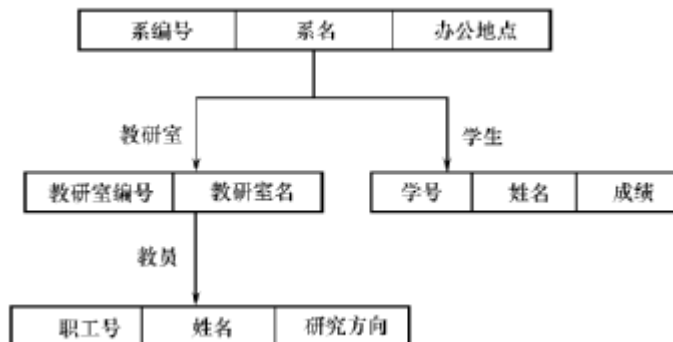 系编号 系名 办公地点
教研室 学生
教研室编号 教研室名 学号 姓名 成绩
教员
职工号 姓名 研究方向